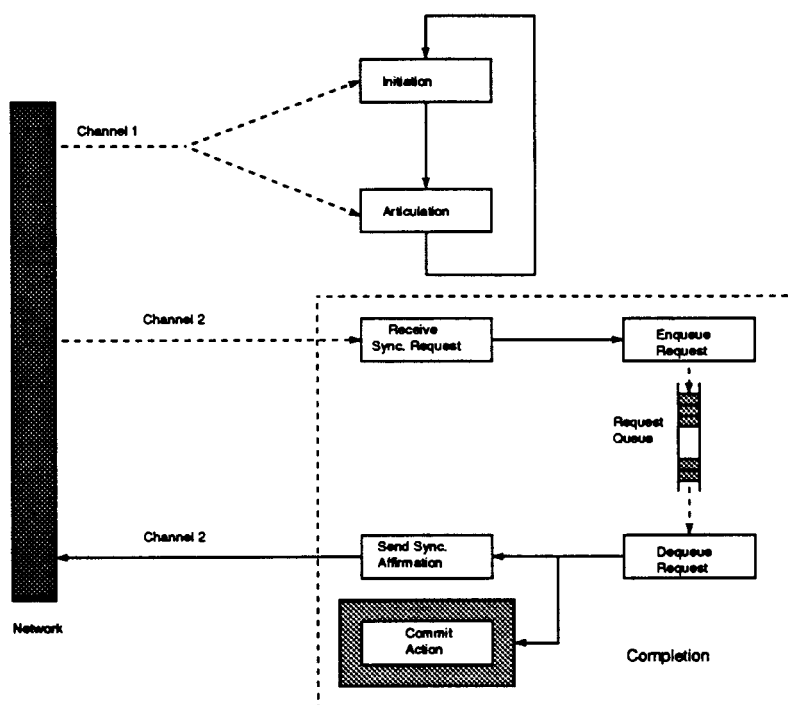 Initiation
Channel 1
Articulation
Channel 2
Receive
Sync. Request
Enqueue
Request
Request
Queue
Channel 2
Send Sync.
Affirmation
Dequeue
Request
Network
Commit
Action
Completion